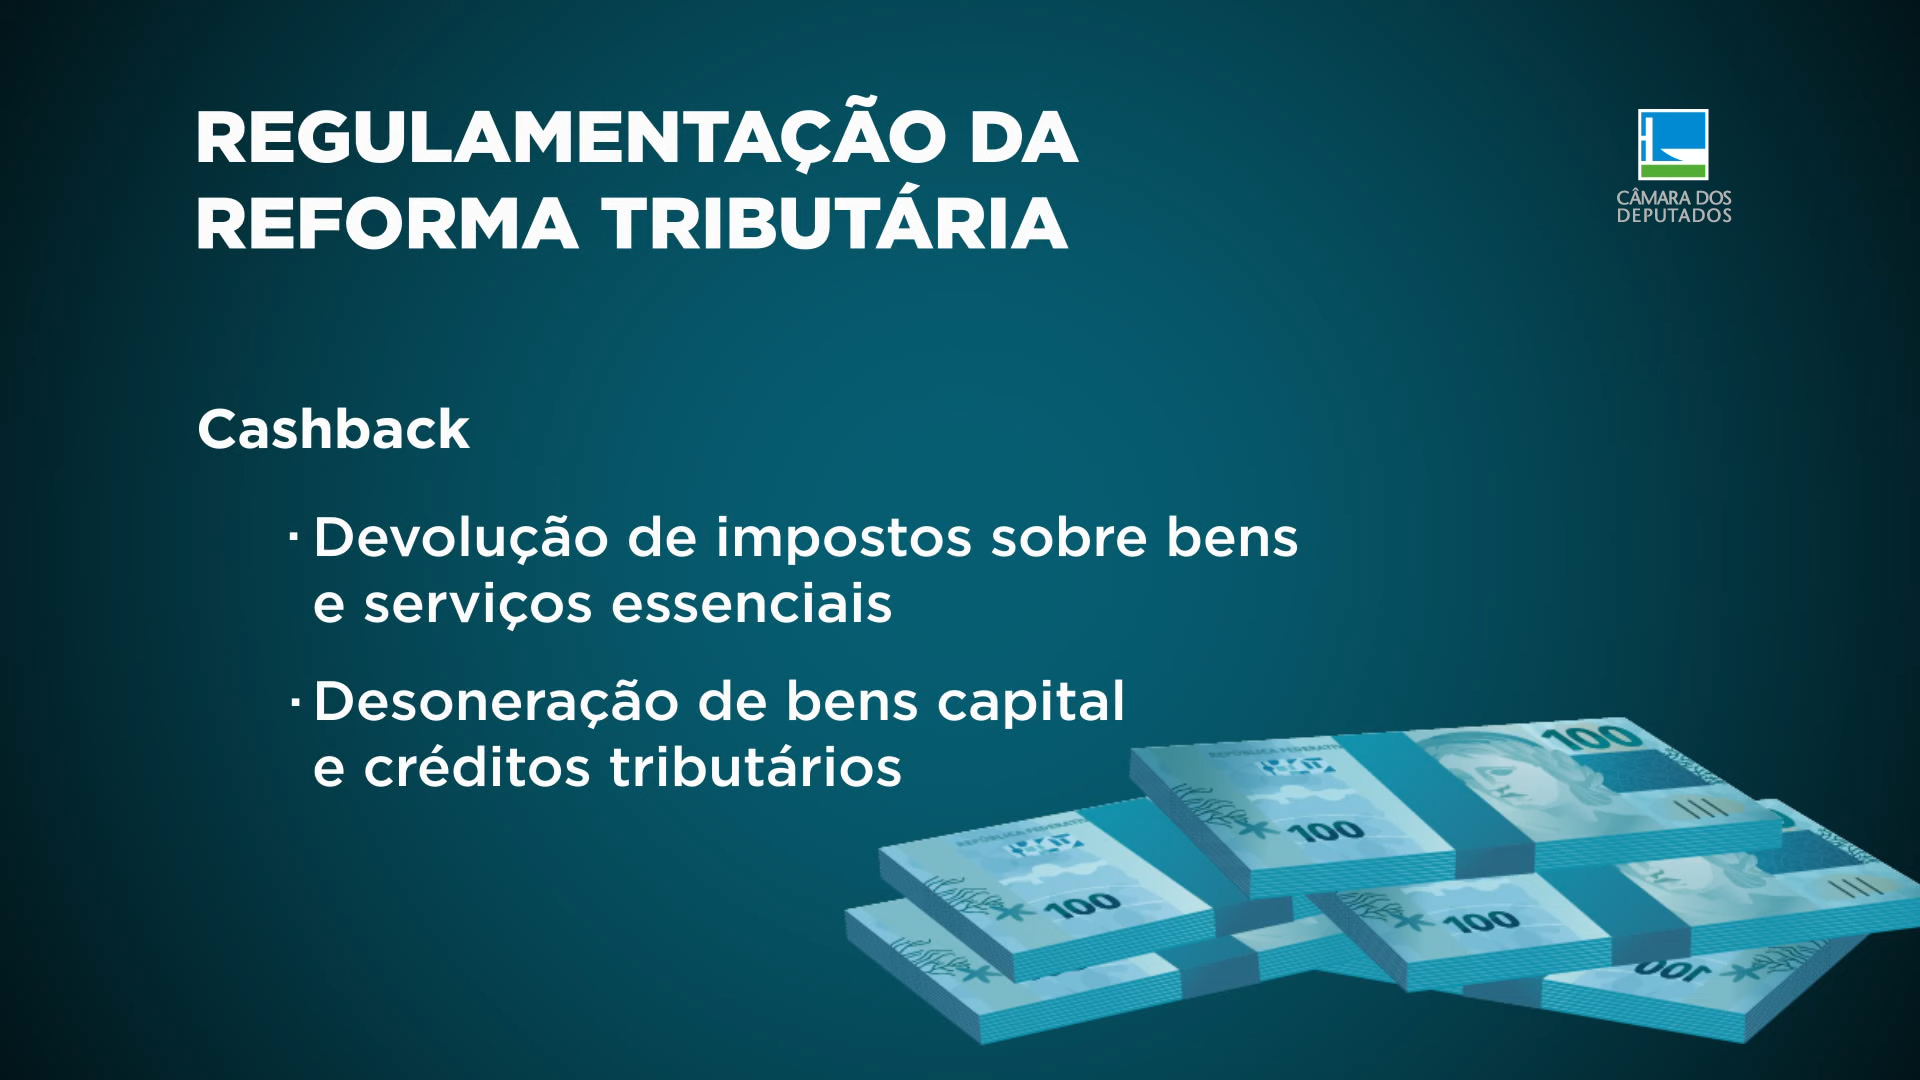 REGULAMENTAÇÃO DA
REFORMA TRIBUTÁRIA
CÂMARA DOS
DEPUTADOS
Cashback
· Devolução de impostos sobre bens
e serviços essenciais
· Desoneração de bens capital
e créditos tributários
100
100
100
100
100